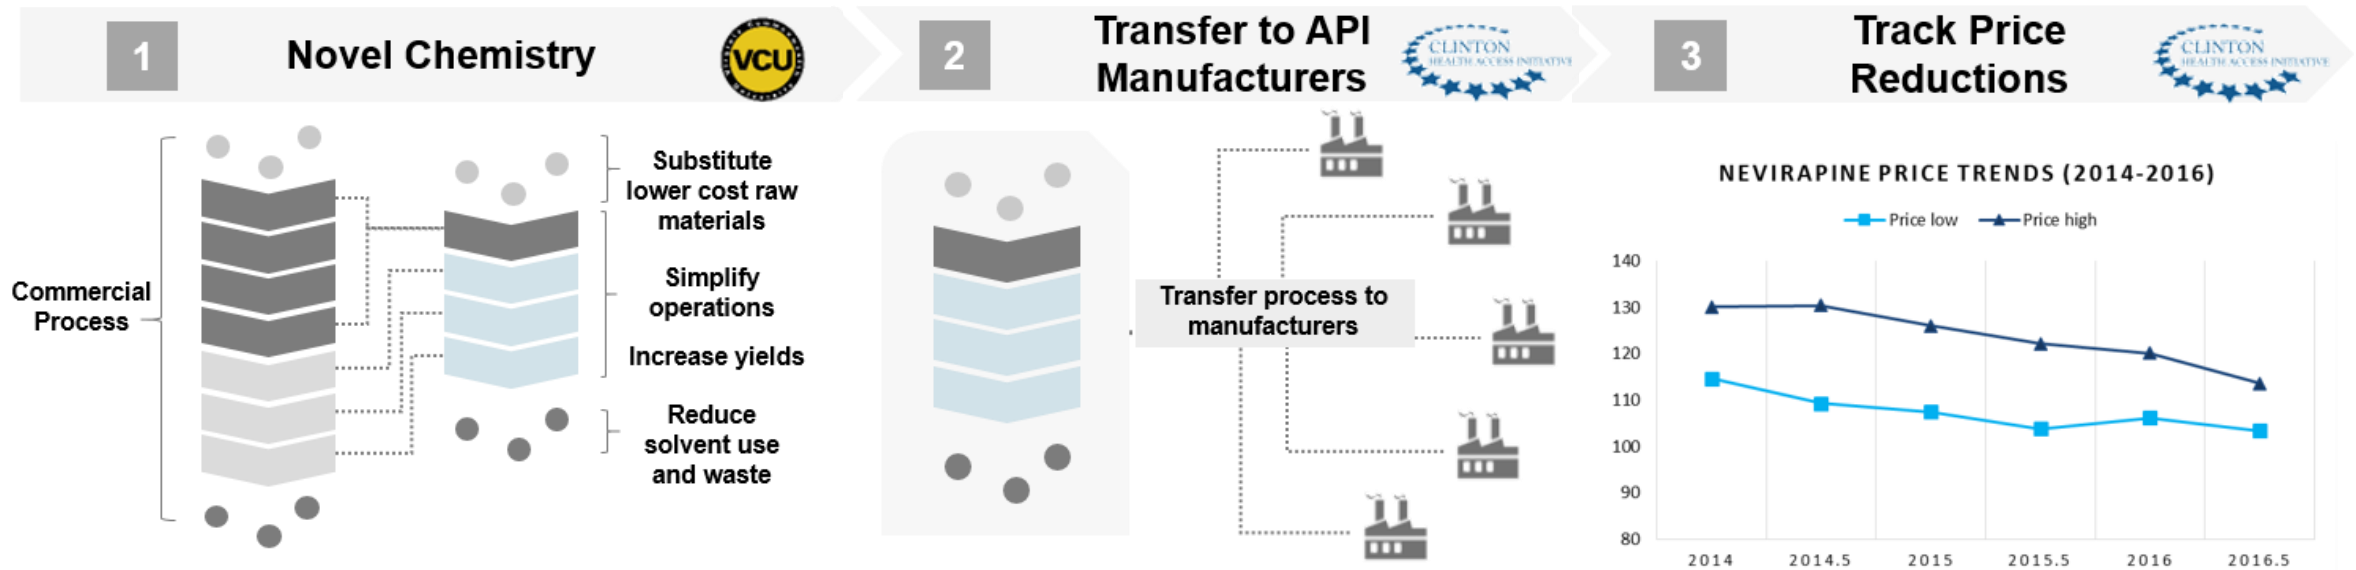 1
Novel Chemistry
VCU
2
Transfer to API
Manufacturers
CLINTON
HEALTH ACCESS INITIATIVE
3
Track Price
Reductions
CLINTON
HEALTH ACCESS INITIATIVE
Commercial
Process
Substitute
lower cost raw
materials
Simplify
operations
Increase yields
Reduce
solvent use
and waste
Transfer process to
manufacturers
NEVIRAPINE PRICE TRENDS (2014-2016)
Price low
Price high
140
130
120
110
100
90
80
2014
2014.5
2015
2015.5
2016
2016.5